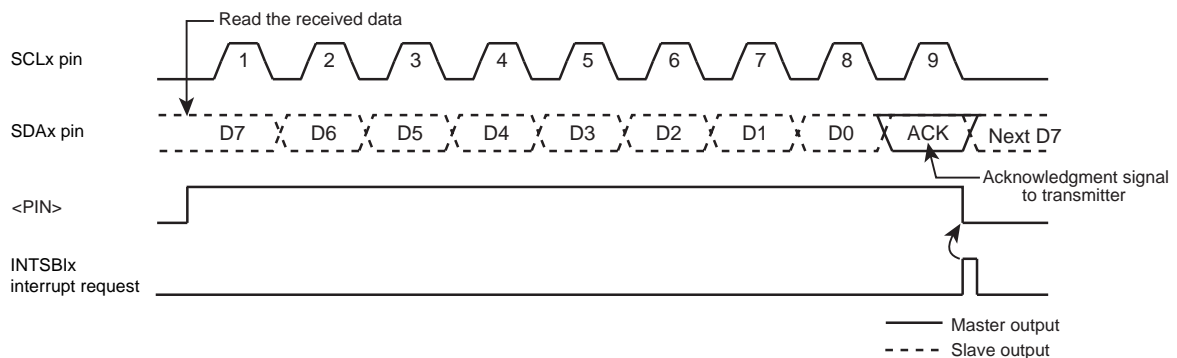 Read the received data
SCLx pin
1 2 3 4 5 6 7 8 9
SDAx pin
D7 D6 D5 D4 D3 D2 D1 D0 ACK Next D7
Acknowledgment signal
to transmitter
<PIN>
INTSBIx
interrupt request
Master output
Slave output